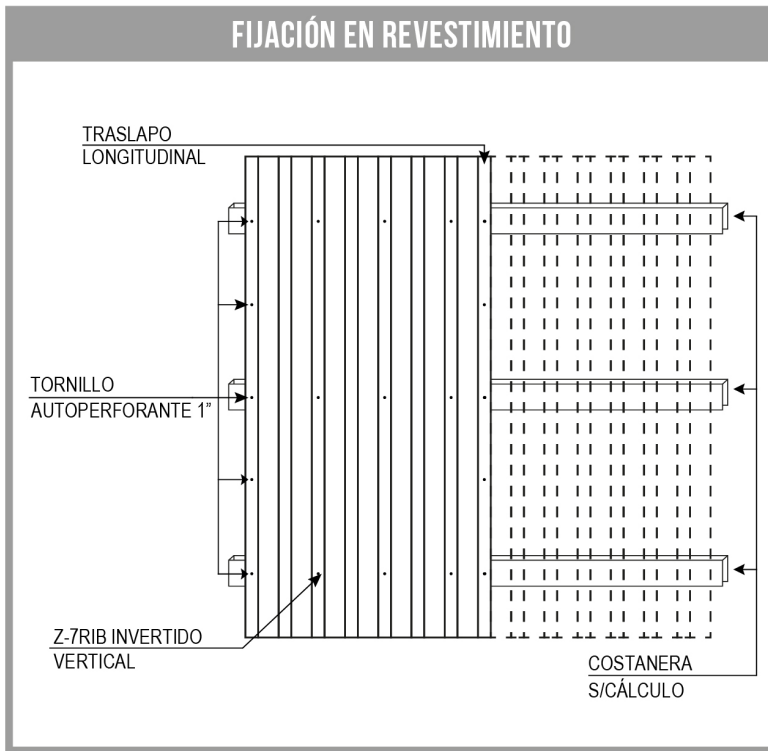 FIJACIÓN EN REVESTIMIENTO
TRASLAPO
LONGITUDINAL
TORNILLO
AUTOPERFORANTE 1”
Z-7RIB INVERTIDO
VERTICAL
COSTANERA
S/CÁLCULO